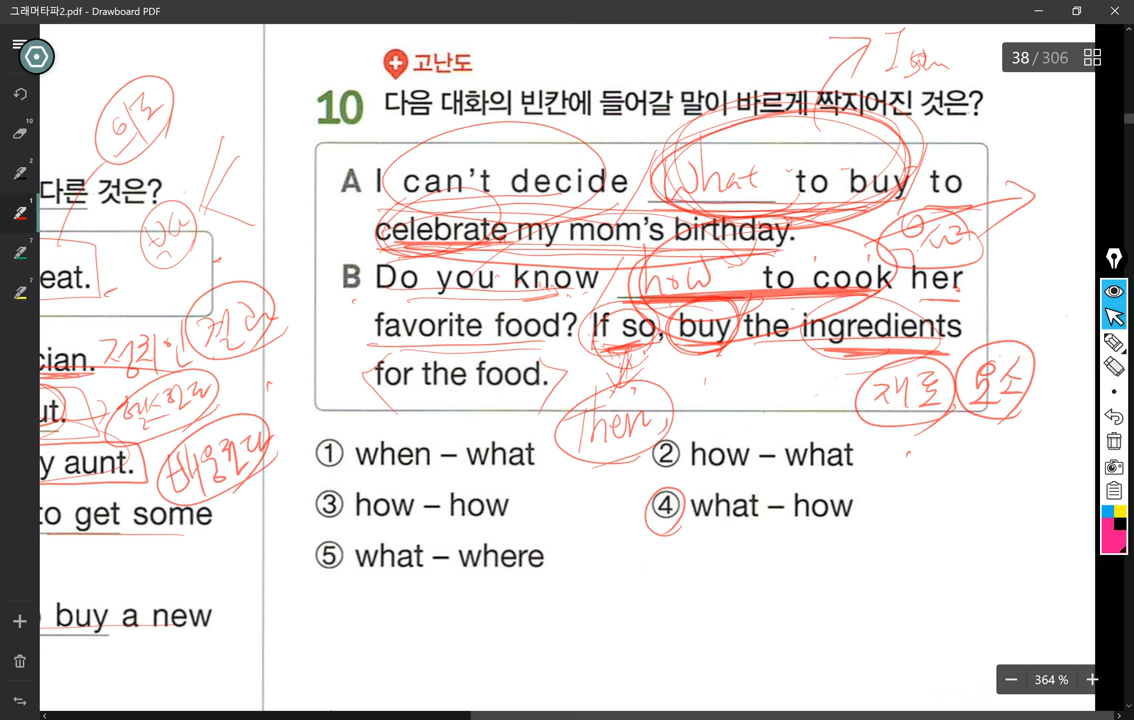 그래머타파2.pdf - Drawboard PDF
38 / 306
다른 것은?
eat.
cian. 정치인
ut.
y aunt.
to get some
buy a new
고난도
10 다음 대화의 빈칸에 들어갈 말이 바르게 짝지어진 것은?
A I can't decide What to buy to
celebrate my mom's birthday.
B Do you know how to cook her
favorite food? If so, buy the ingredients
for the food.
재료 요소
then,
① when – what
② how – what
③ how – how
④ what – how
⑤ what – where
364 %